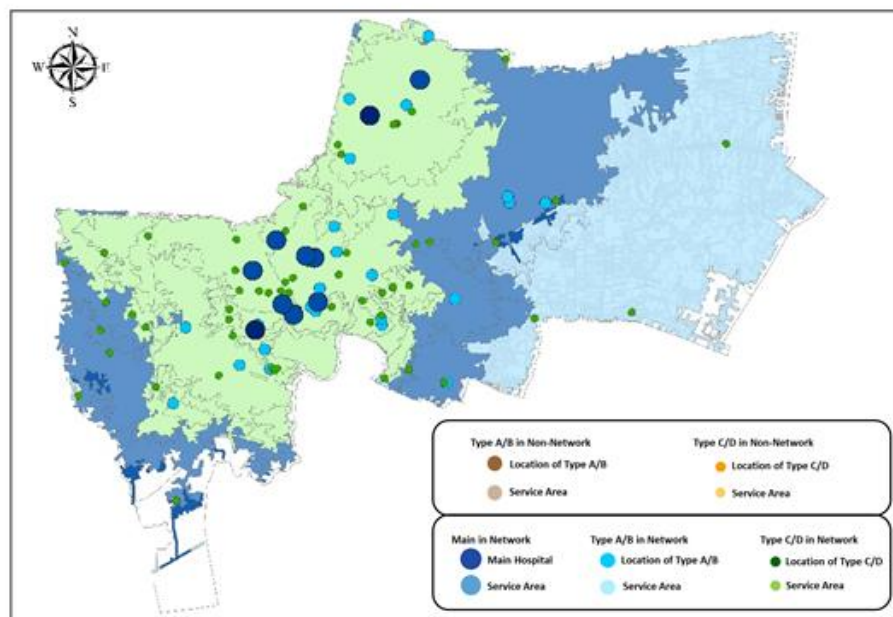 N
W E
S
Type A/B in Non-Network
Location of Type A/B
Service Area
Type C/D in Non-Network
Location of Type C/D
Service Area
Main in Network
Main Hospital
Service Area
Type A/B in Network
Location of Type A/B
Service Area
Type C/D in Network
Location of Type C/D
Service Area